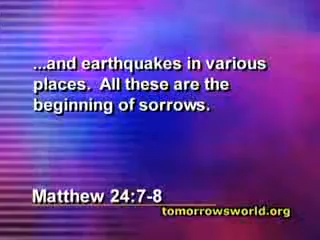 ...and earthquakes in various
places.  All these are the
beginning of sorrows.
Matthew 24:7-8
tomorrowsworld.org